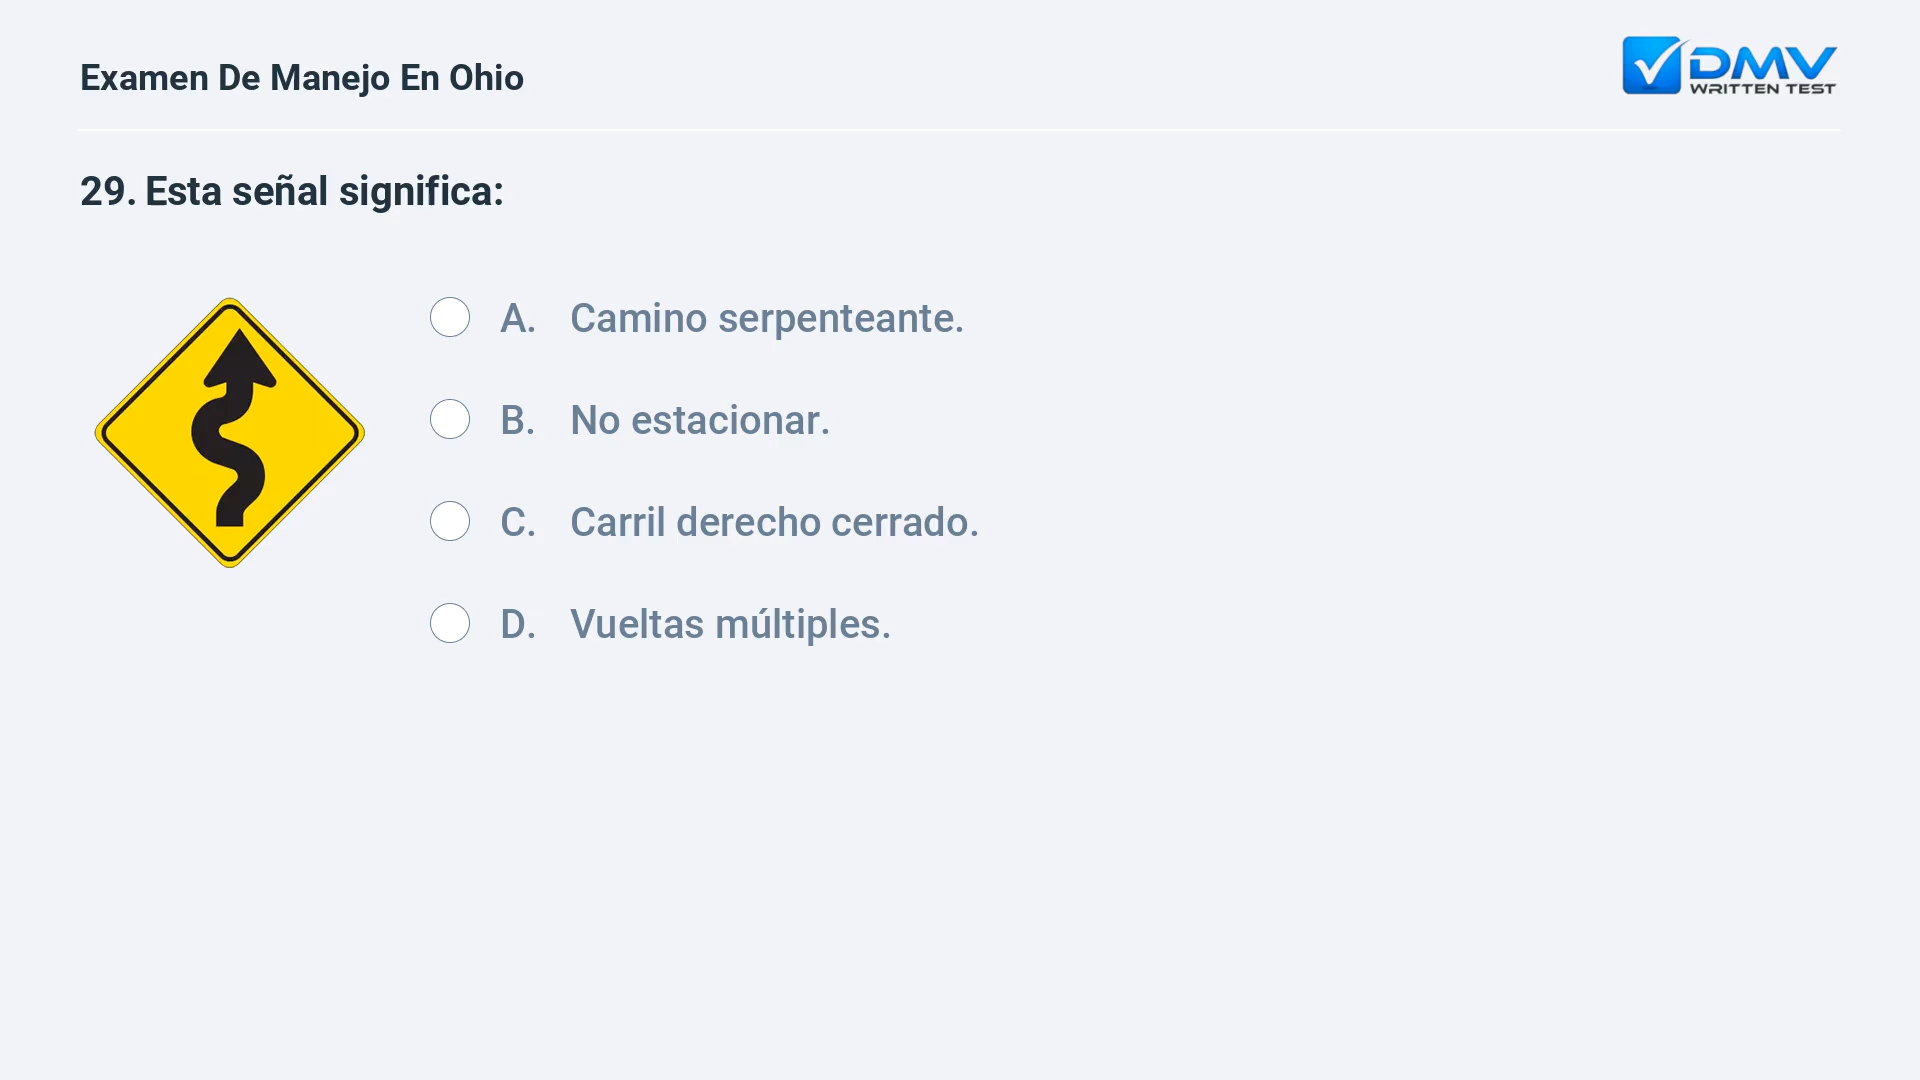 Examen De Manejo En Ohio
DMV
WRITTEN TEST
29. Esta señal significa:
A. Camino serpenteante.
B. No estacionar.
C. Carril derecho cerrado.
D. Vueltas múltiples.